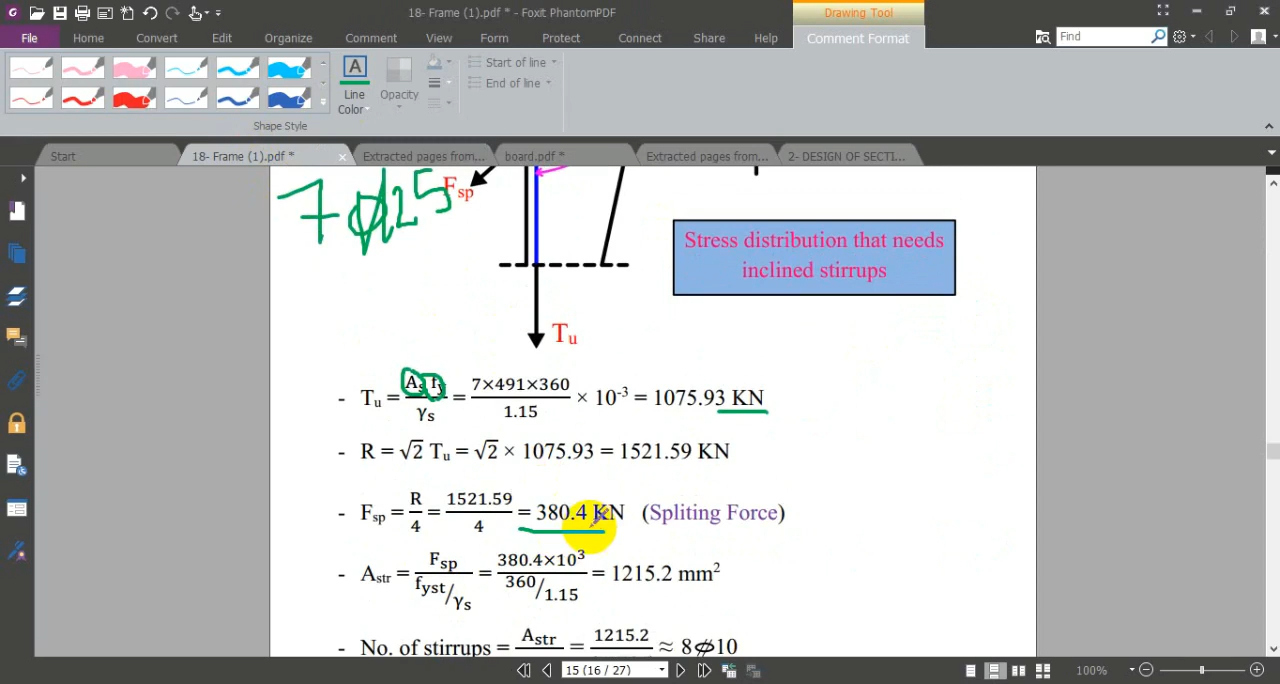 18- Frame (1).pdf * - Foxit PhantomPDF
Drawing Tool
File Home Convert Edit Organize Comment View Form Protect Connect Share Help Comment Format
Find
A
Line Color
Opacity
Start of line
End of line
Shape Style
Start
18- Frame (1).pdf *
Extracted pages from...
board.pdf *
Extracted pages from...
2- DESIGN OF SECTI...
7ϕ25
Fsp
Stress distribution that needs
inclined stirrups
Tu
- Tu = As fy / γs = 7×491×360 / 1.15 × 10-3 = 1075.93 KN
- R = √2 Tu = √2 × 1075.93 = 1521.59 KN
- Fsp = R / 4 = 1521.59 / 4 = 380.4 KN (Spliting Force)
- Astr = Fsp / fyst/γs = 380.4×10³ / 360/1.15 = 1215.2 mm²
- No. of stirrups = Astr = 1215.2 ≈ 8ϕ10
15 (16 / 27)
100%